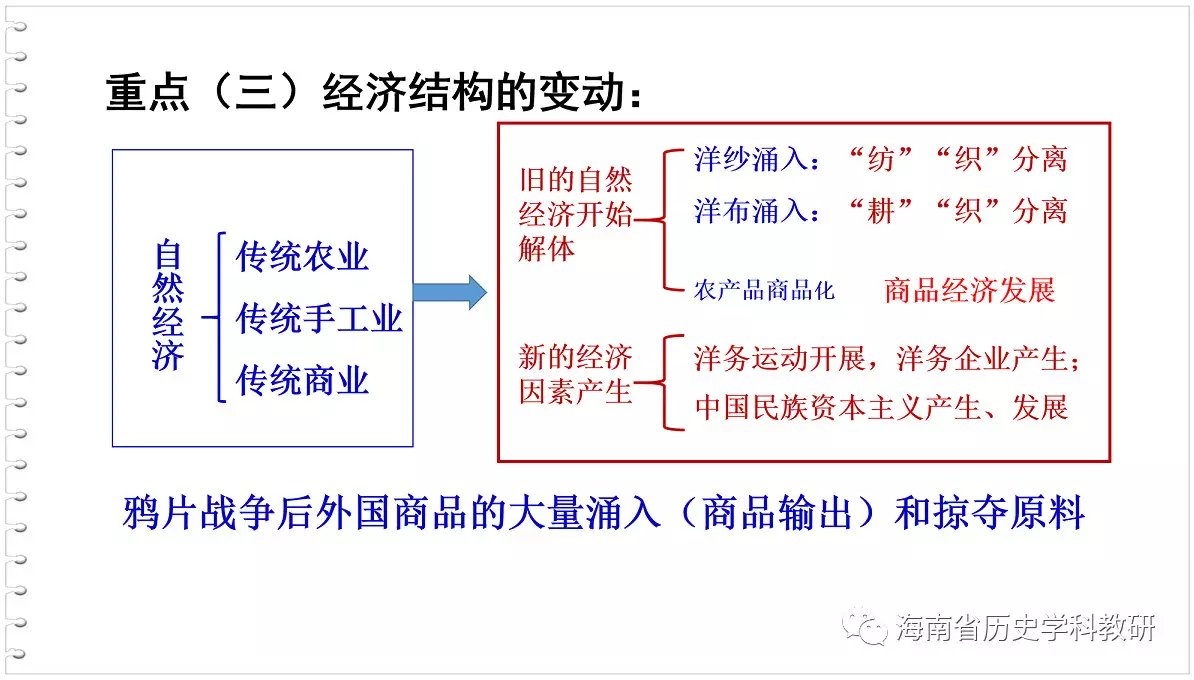 重点（三）经济结构的变动：
自然经济
传统农业
传统手工业
传统商业
旧的自然
经济开始
解体
洋纱涌入：“纺”“织”分离
洋布涌入：“耕”“织”分离
农产品商品化 商品经济发展
新的经济
因素产生
洋务运动开展，洋务企业产生；
中国民族资本主义产生、发展
鸦片战争后外国商品的大量涌入（商品输出）和掠夺原料
海南省历史学科教研